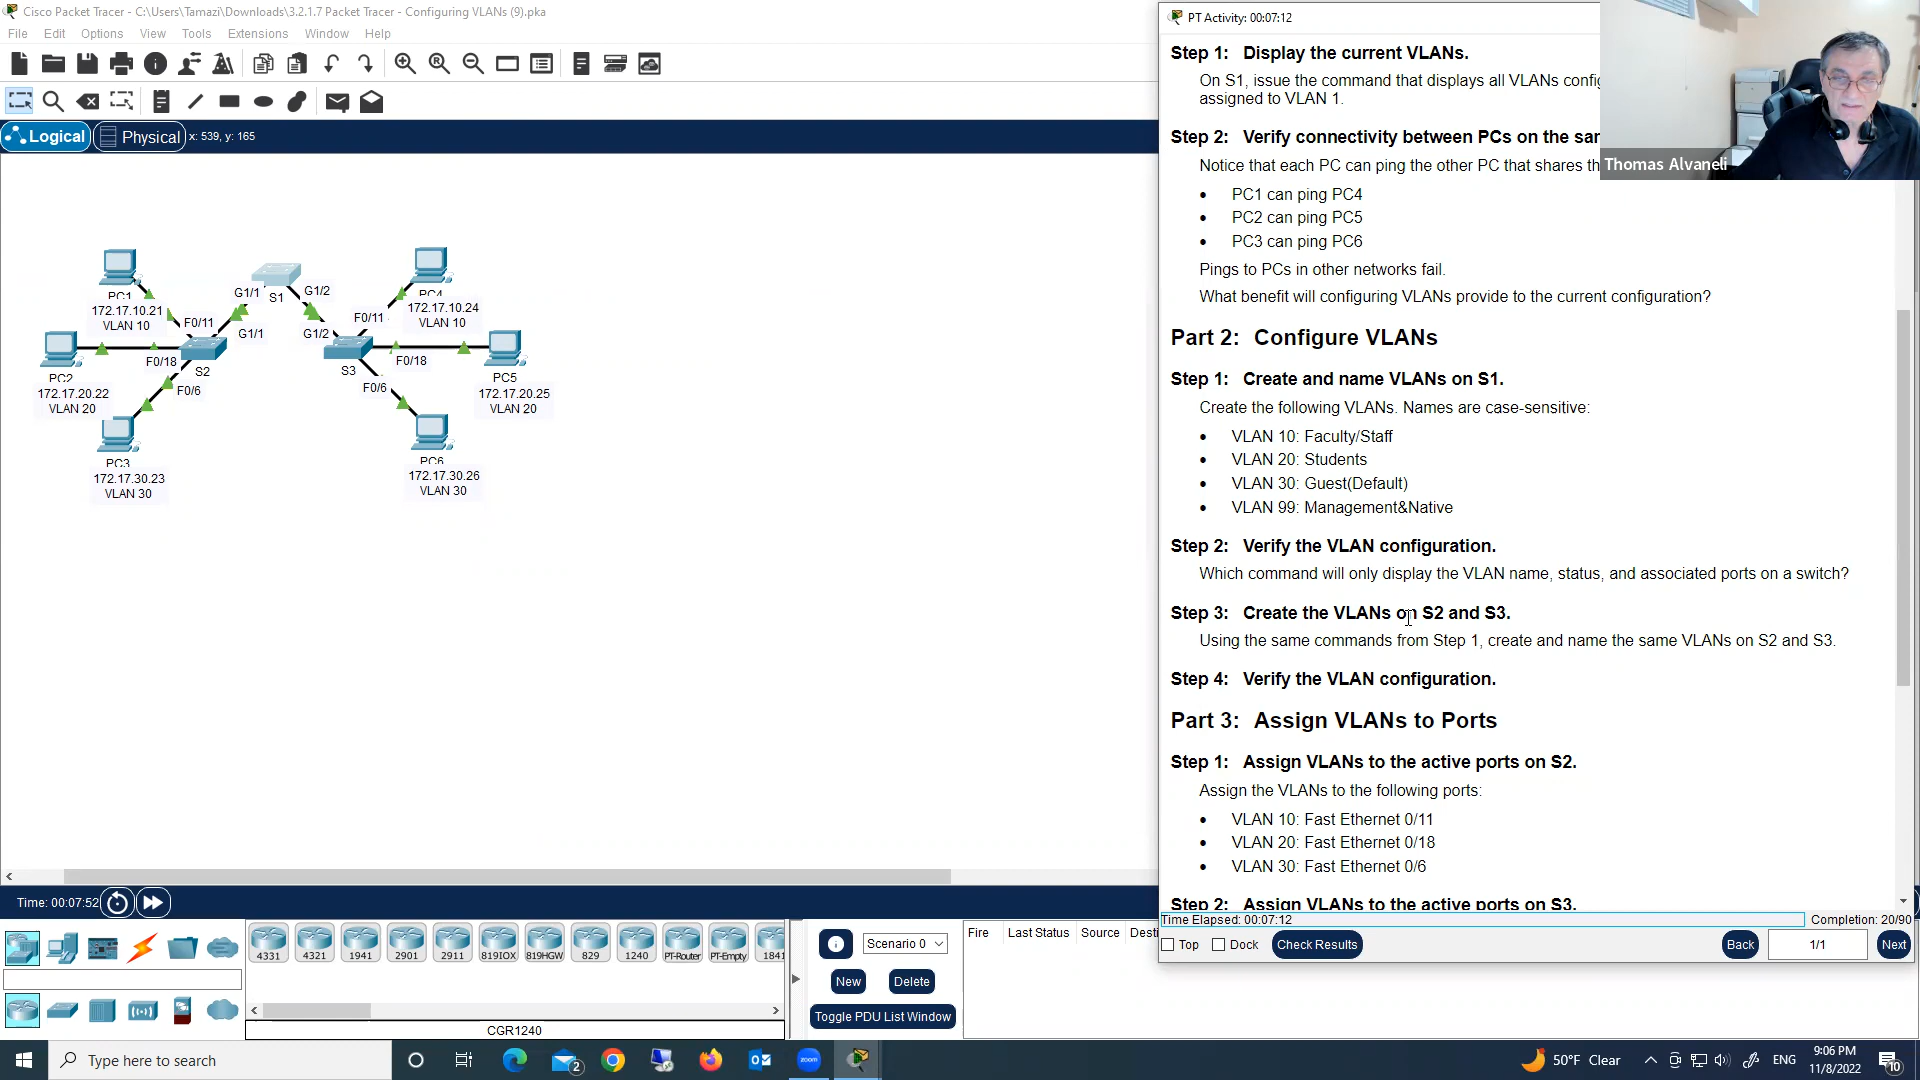 Cisco Packet Tracer - C:\Users\Tamazi\Downloads\3.2.1.7 Packet Tracer - Configuring VLANs (9).pka
File Edit Options View Tools Extensions Window Help
Logical Physical x: 539, y: 165
PC1
172.17.10.21
VLAN 10
G1/1
S1
G1/2
PC4
172.17.10.24
VLAN 10
F0/11
G1/1
G1/2
F0/11
PC2
172.17.20.22
VLAN 20
F0/18
S2
F0/6
S3
F0/18
F0/6
PC5
172.17.20.25
VLAN 20
PC3
172.17.30.23
VLAN 30
PC6
172.17.30.26
VLAN 30
Time: 00:07:52
4331 4321 1941 2901 2911 819IOX 819HGW 829 1240 PT-Router PT-Empty 1841
CGR1240
Scenario 0
New Delete
Toggle PDU List Window
Fire Last Status Source Desti
PT Activity: 00:07:12
Step 1: Display the current VLANs.
On S1, issue the command that displays all VLANs confi
assigned to VLAN 1.
Step 2: Verify connectivity between PCs on the sa
Notice that each PC can ping the other PC that shares th
• PC1 can ping PC4
• PC2 can ping PC5
• PC3 can ping PC6
Pings to PCs in other networks fail.
What benefit will configuring VLANs provide to the current configuration?
Part 2: Configure VLANs
Step 1: Create and name VLANs on S1.
Create the following VLANs. Names are case-sensitive:
• VLAN 10: Faculty/Staff
• VLAN 20: Students
• VLAN 30: Guest(Default)
• VLAN 99: Management&Native
Step 2: Verify the VLAN configuration.
Which command will only display the VLAN name, status, and associated ports on a switch?
Step 3: Create the VLANs on S2 and S3.
Using the same commands from Step 1, create and name the same VLANs on S2 and S3.
Step 4: Verify the VLAN configuration.
Part 3: Assign VLANs to Ports
Step 1: Assign VLANs to the active ports on S2.
Assign the VLANs to the following ports:
• VLAN 10: Fast Ethernet 0/11
• VLAN 20: Fast Ethernet 0/18
• VLAN 30: Fast Ethernet 0/6
Step 2: Assign VLANs to the active ports on S3.
Time Elapsed: 00:07:12 Completion: 20/90
Top Dock Check Results Back 1/1 Next
Thomas Alvaneli
Type here to search
2
zoom
50°F Clear
ENG
9:06 PM
11/8/2022
10